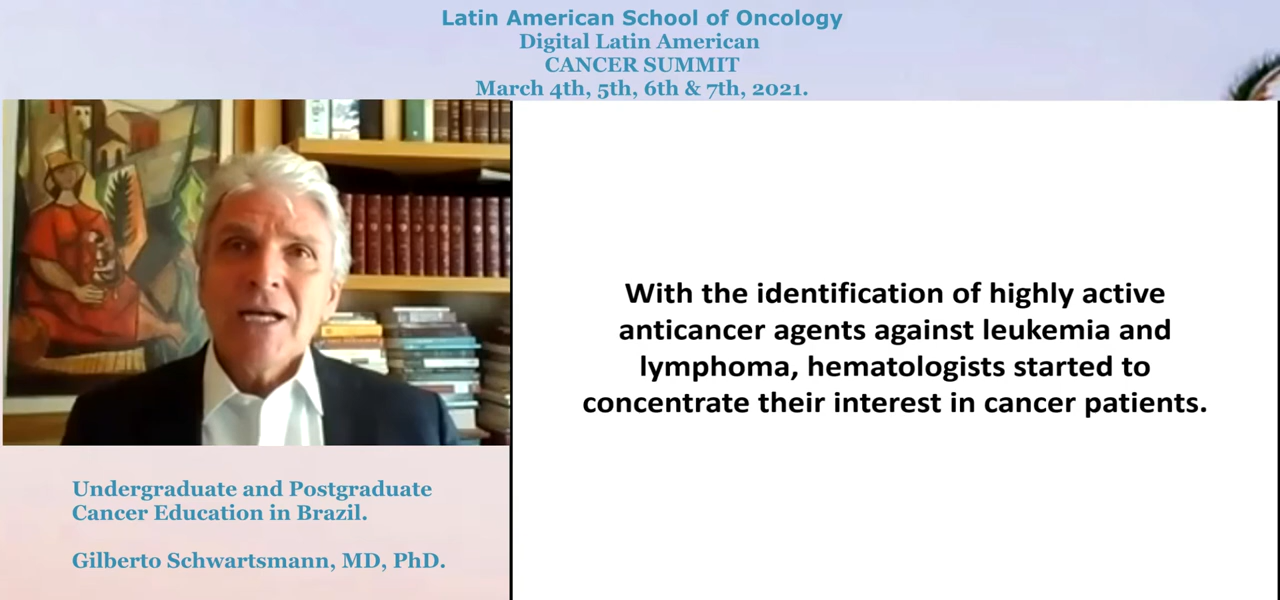 Latin American School of Oncology
Digital Latin American
CANCER SUMMIT
March 4th, 5th, 6th & 7th, 2021.
With the identification of highly active
anticancer agents against leukemia and
lymphoma, hematologists started to
concentrate their interest in cancer patients.
Undergraduate and Postgraduate
Cancer Education in Brazil.
Gilberto Schwartsmann, MD, PhD.